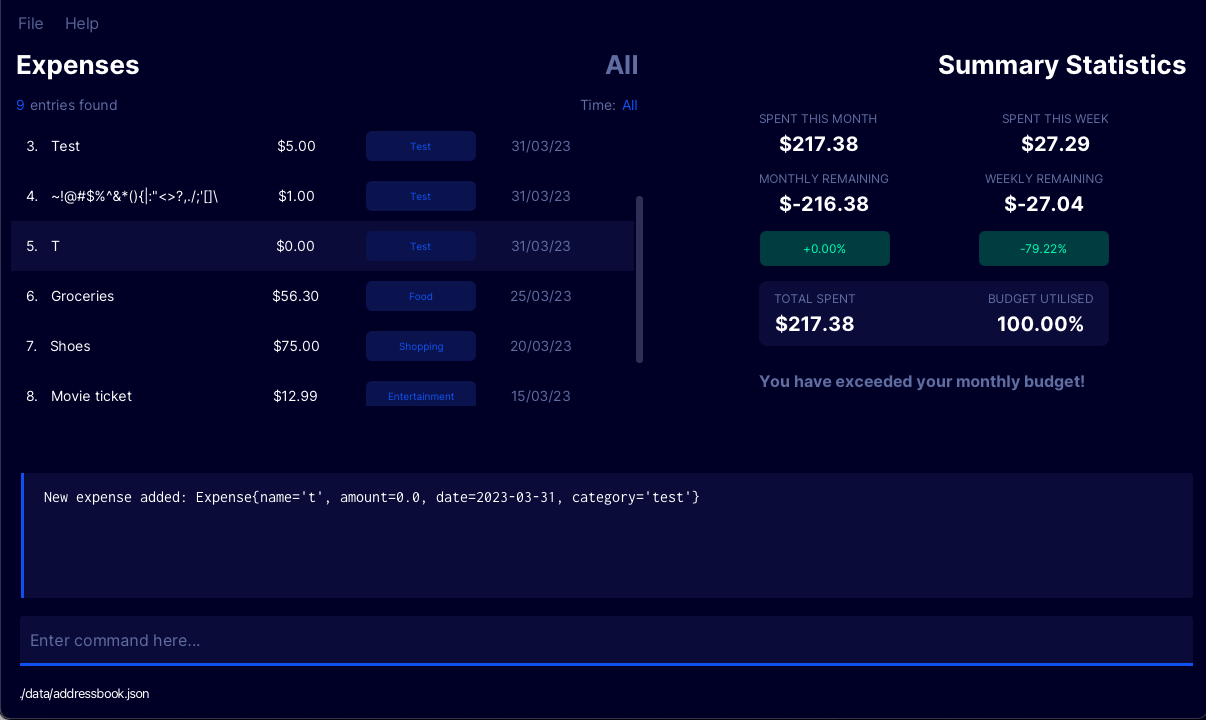 File Help
Expenses All Summary Statistics
9 entries found Time: All
SPENT THIS MONTH SPENT THIS WEEK
$217.38 $27.29
MONTHLY REMAINING WEEKLY REMAINING
$-216.38 $-27.04
+0.00% -79.22%
TOTAL SPENT BUDGET UTILISED
$217.38 100.00%
You have exceeded your monthly budget!
3. Test $5.00 Test 31/03/23
4. ~!@#$%^&*(){|:"<>?,./;'[]\ $1.00 Test 31/03/23
5. T $0.00 Test 31/03/23
6. Groceries $56.30 Food 25/03/23
7. Shoes $75.00 Shopping 20/03/23
8. Movie ticket $12.99 Entertainment 15/03/23
New expense added: Expense{name='t', amount=0.0, date=2023-03-31, category='test'}
Enter command here...
./data/addressbook.json